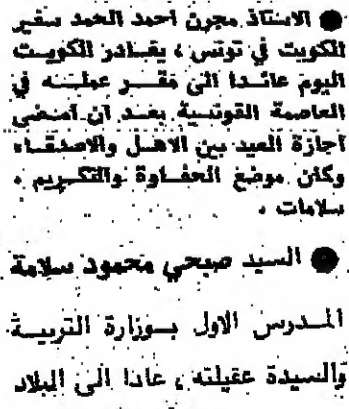 ● الاستاذ مجرن احمد الحمد سفير
الكويت في تونس ، يغادر الكويت
اليوم عائدا الى مقر عمله في
العاصمة التونسية بعد ان امضى
اجازة العيد بين الاهل والاصدقاء
وكان موضع الحفاوة والتكريم .
سلامات .
● السيد صبحي محمود سلامة
المدرس الاول بوزارة التربية
والسيدة عقيلته ، عادا الى البلاد